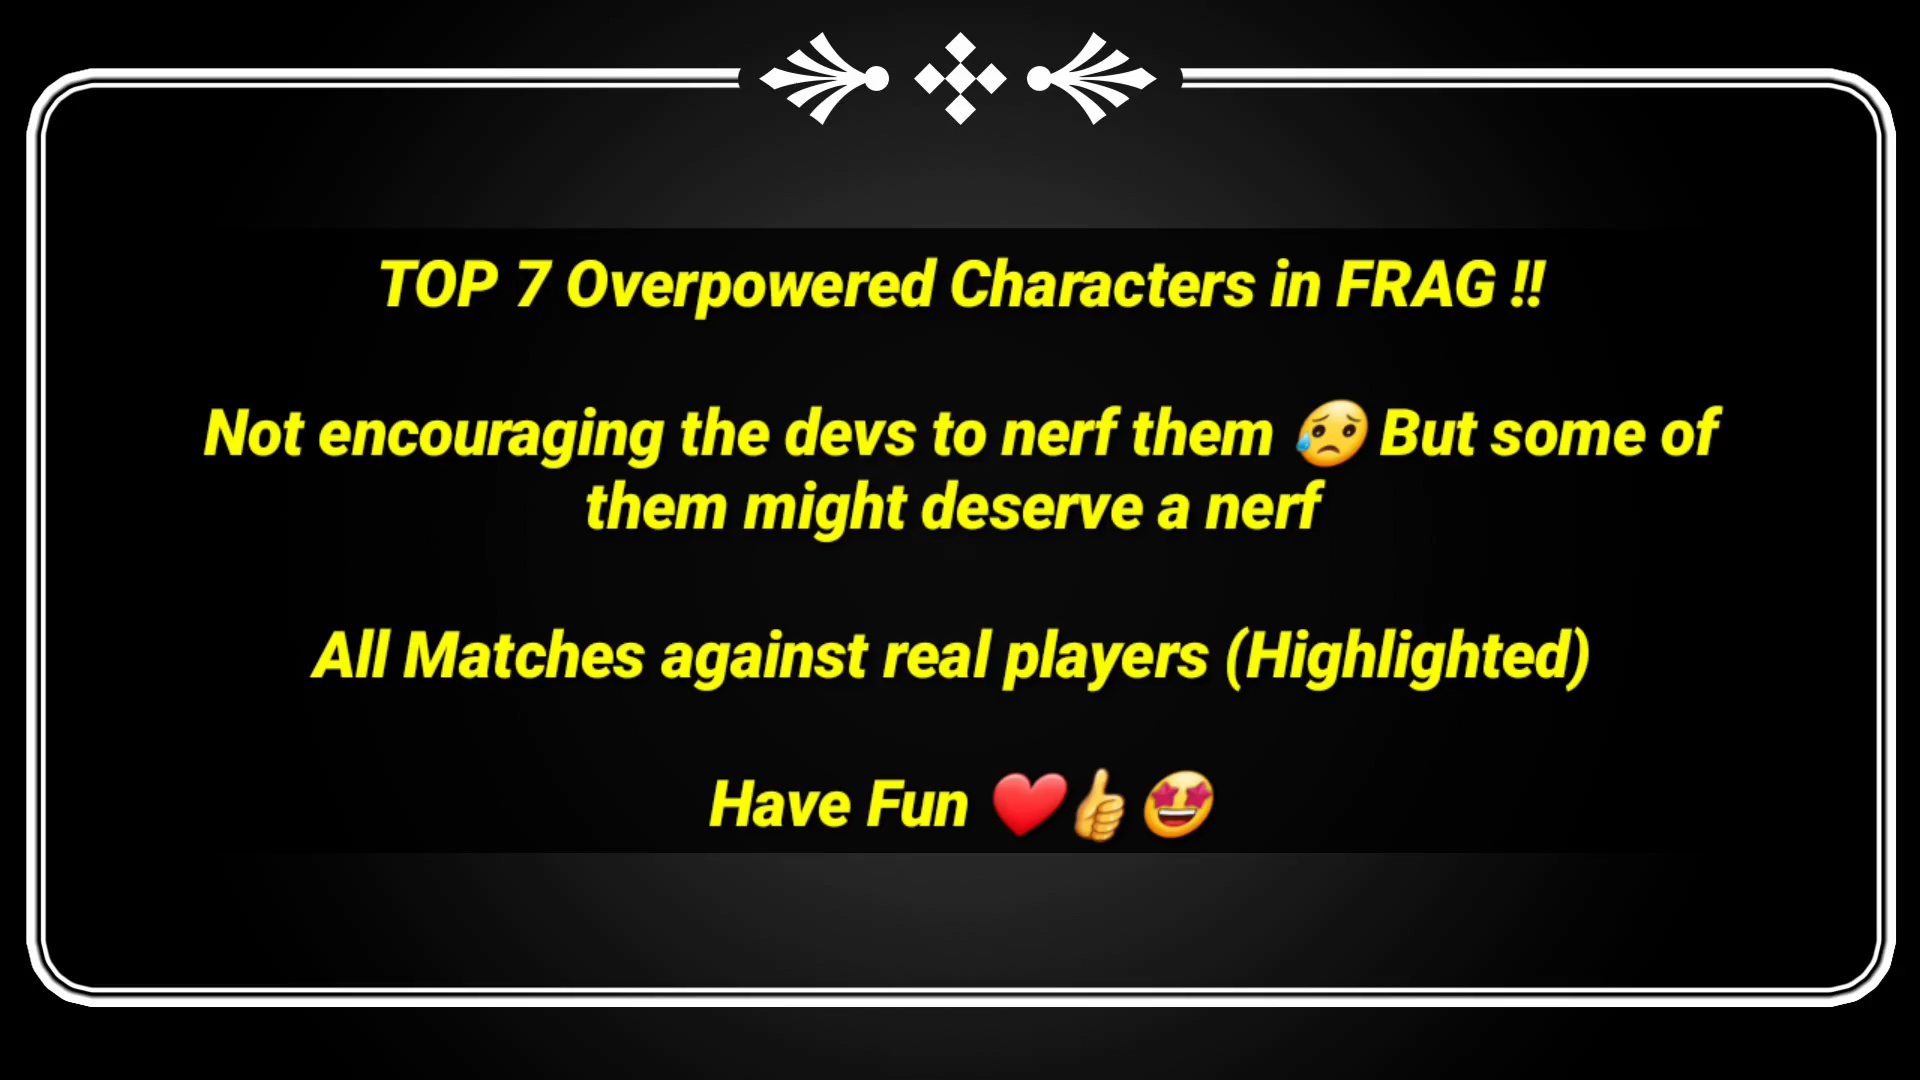 TOP 7 Overpowered Characters in FRAG !!
Not encouraging the devs to nerf them 😥 But some of
them might deserve a nerf
All Matches against real players (Highlighted)
Have Fun ❤️👍🤩